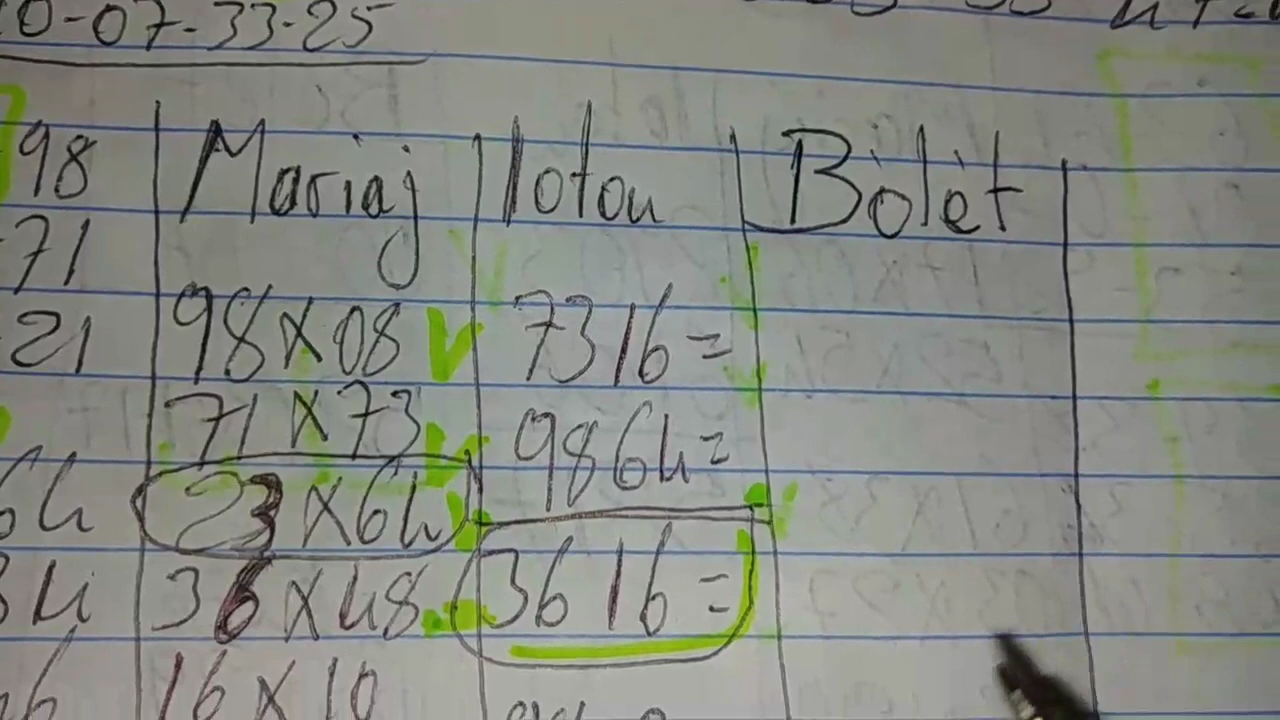 0-07-33-25
98 Mariaj lotou Bolèt
71
21 98x08 7316=
71x73 9864=
64 23x64
34 36x48 3616=
16x10